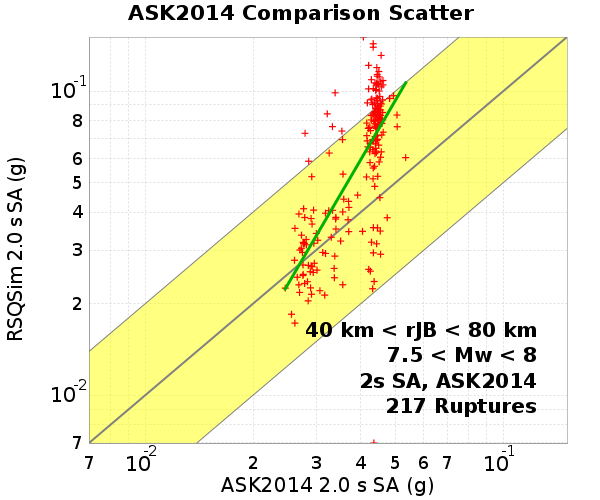 ASK2014 Comparison Scatter
RSQSim 2.0 s SA (g)
10⁻¹
8
6
5
4
3
2
10⁻²
7
40 km < rJB < 80 km
7.5 < Mw < 8
2s SA, ASK2014
217 Ruptures
7 10⁻² 2 3 4 5 6 7 10⁻¹
ASK2014 2.0 s SA (g)